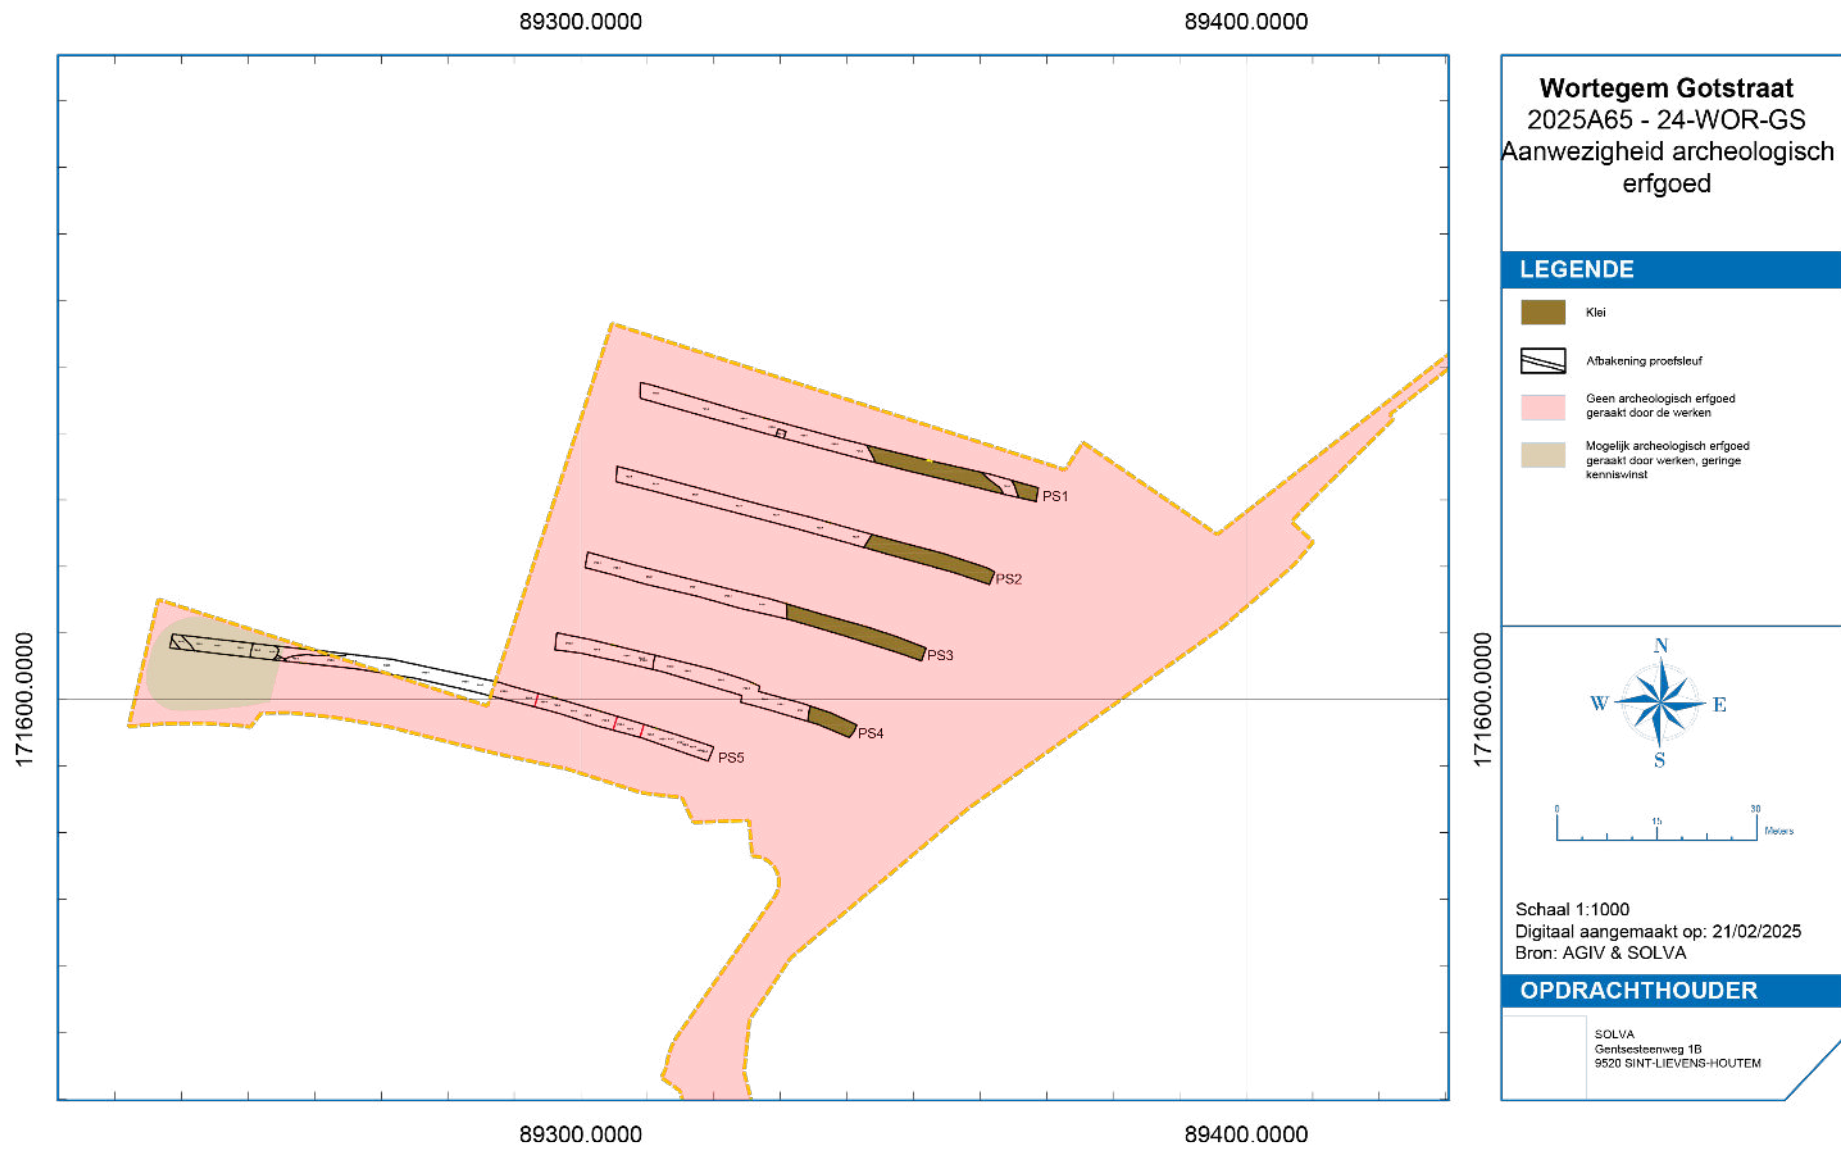 89300.0000
89400.0000
171600.0000
171600.0000
PS1
PS2
PS3
PS4
PS5
89300.0000
89400.0000
Wortegem Gotstraat
2025A65 - 24-WOR-GS
Aanwezigheid archeologisch
erfgoed
LEGENDE
Klei
Afbakening proefsleuf
Geen archeologisch erfgoed
geraakt door de werken
Mogelijk archeologisch erfgoed
geraakt door werken, geringe
kenniswinst
N
W
E
S
0
15
30
Meters
Schaal 1:1000
Digitaal aangemaakt op: 21/02/2025
Bron: AGIV & SOLVA
OPDRACHTHOUDER
SOLVA
Gentsesteenweg 1B
9520 SINT-LIEVENS-HOUTEM